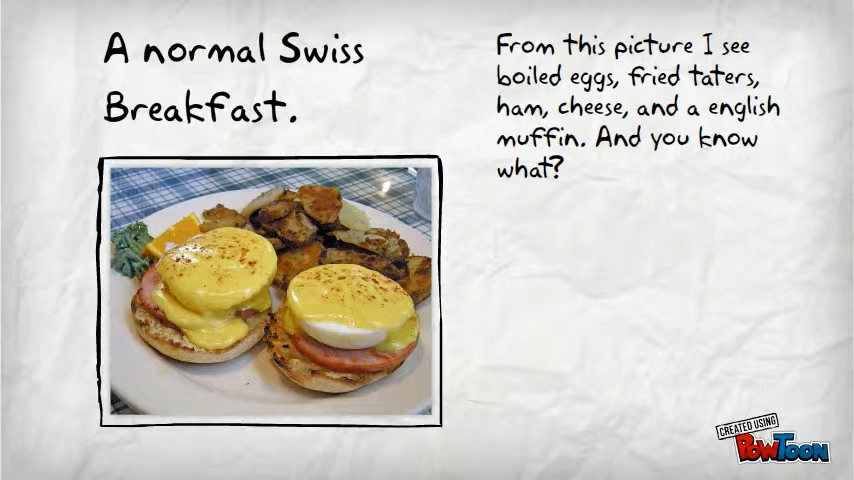 A normal Swiss
Breakfast.
From this picture I see
boiled eggs, fried taters,
ham, cheese, and a english
muffin. And you know
what?
CREATED USING
POWTOON